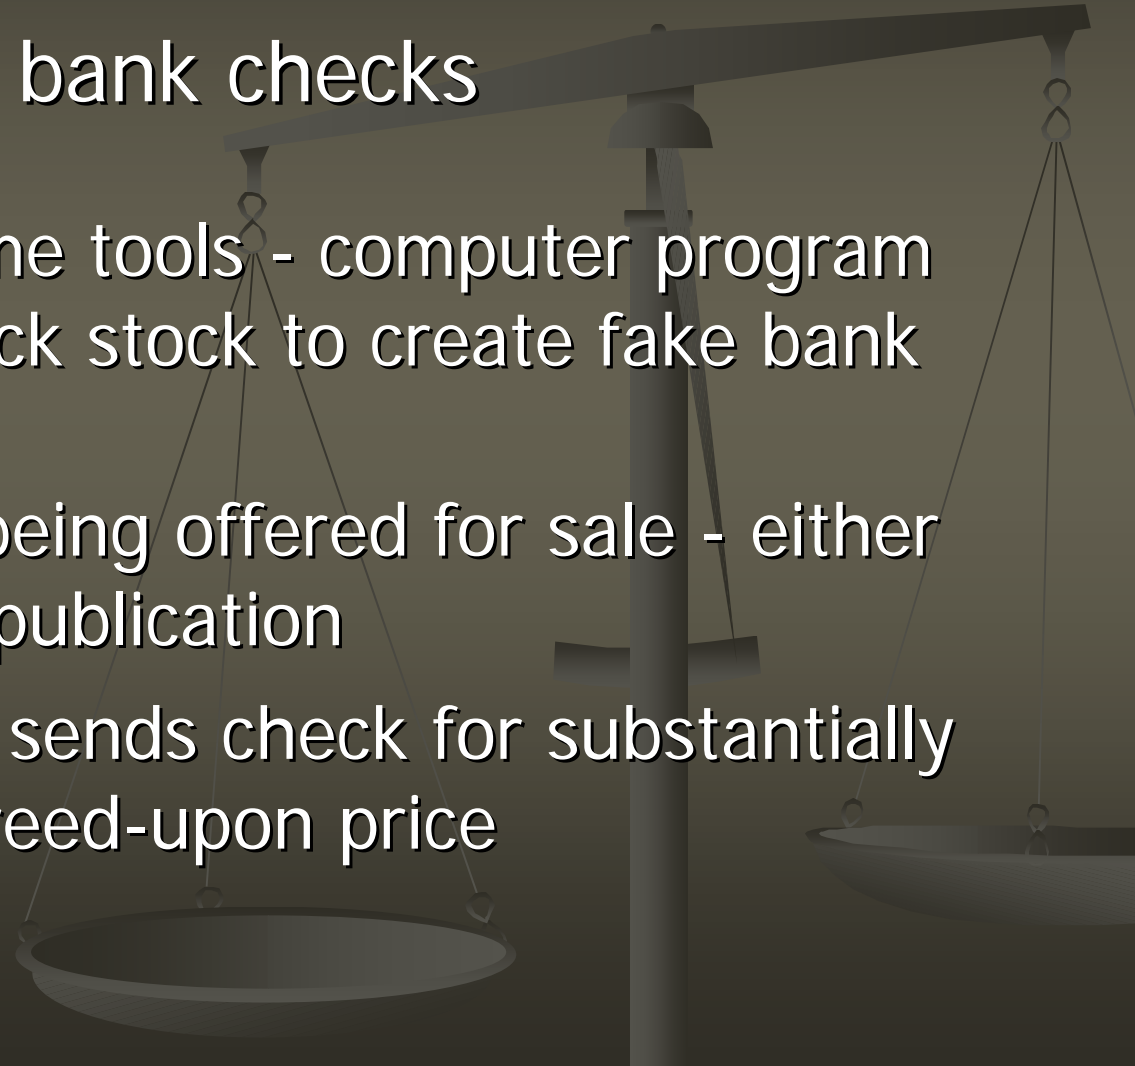 bank checks
me tools - computer program
ck stock to create fake bank
being offered for sale - either
publication
sends check for substantially
reed-upon price